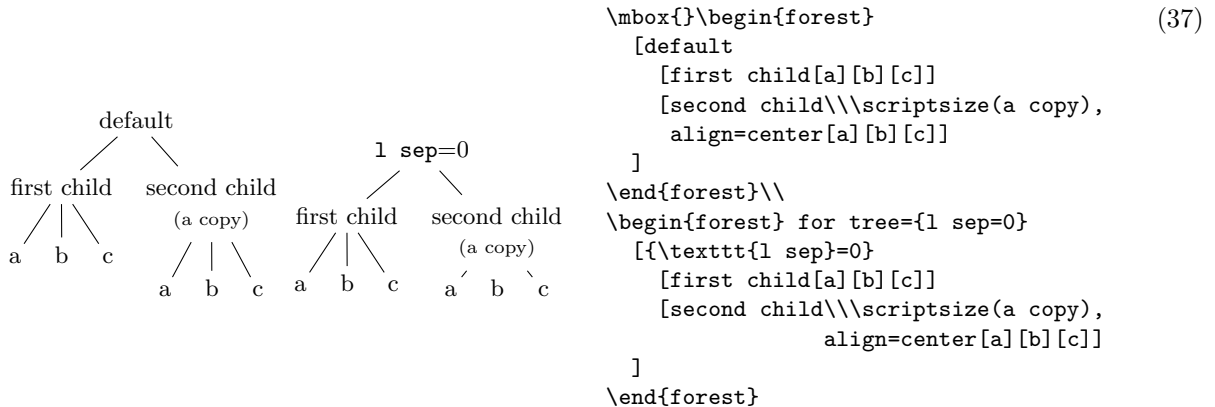 default
first child second child
(a copy)
a b c
a b c
l sep=0
first child second child
(a copy)
a b c a b c
\mbox{}\begin{forest}
[default
[first child[a][b][c]]
[second child\\\scriptsize(a copy),
align=center[a][b][c]]
]
\end{forest}\\
\begin{forest} for tree={l sep=0}
[{\texttt{l sep}=0}
[first child[a][b][c]]
[second child\\\scriptsize(a copy),
align=center[a][b][c]]
]
\end{forest}
(37)